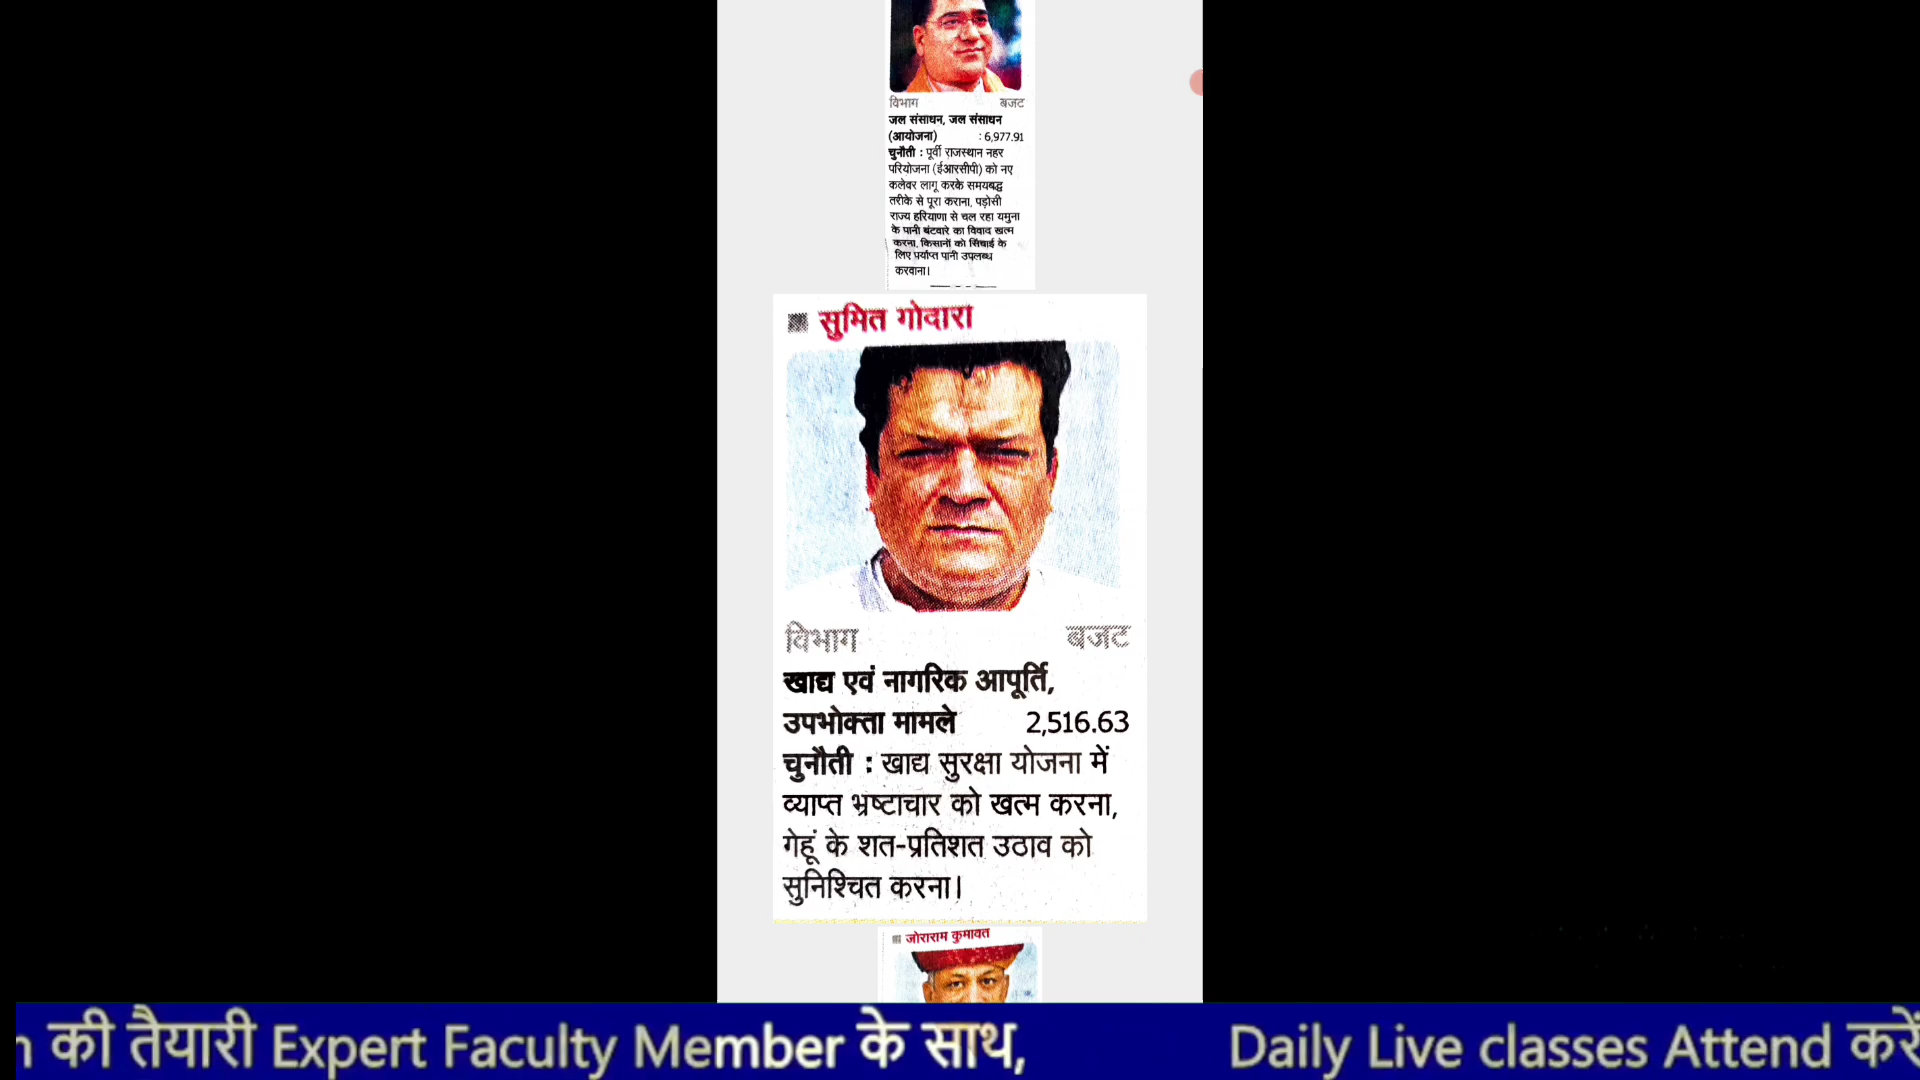 विभाग बजट
जल संसाधन, जल संसाधन
(आयोजना) : 6,977.91
चुनौती : पूर्वी राजस्थान नहर
परियोजना (ईआरसीपी) को नए
कलेवर लागू करके समयबद्ध
तरीके से पूरा कराना, पड़ोसी
राज्य हरियाणा से चल रहा यमुना
के पानी बंटवारे का विवाद खत्म
करना, किसानों को सिंचाई के
लिए पर्याप्त पानी उपलब्ध
करवाना।
सुमित गोदारा
विभाग बजट
खाद्य एवं नागरिक आपूर्ति,
उपभोक्ता मामले 2,516.63
चुनौती : खाद्य सुरक्षा योजना में
व्याप्त भ्रष्टाचार को खत्म करना,
गेहूं के शत-प्रतिशत उठाव को
सुनिश्चित करना।
जोराराम कुमावत
की तैयारी Expert Faculty Member के साथ, Daily Live classes Attend करें